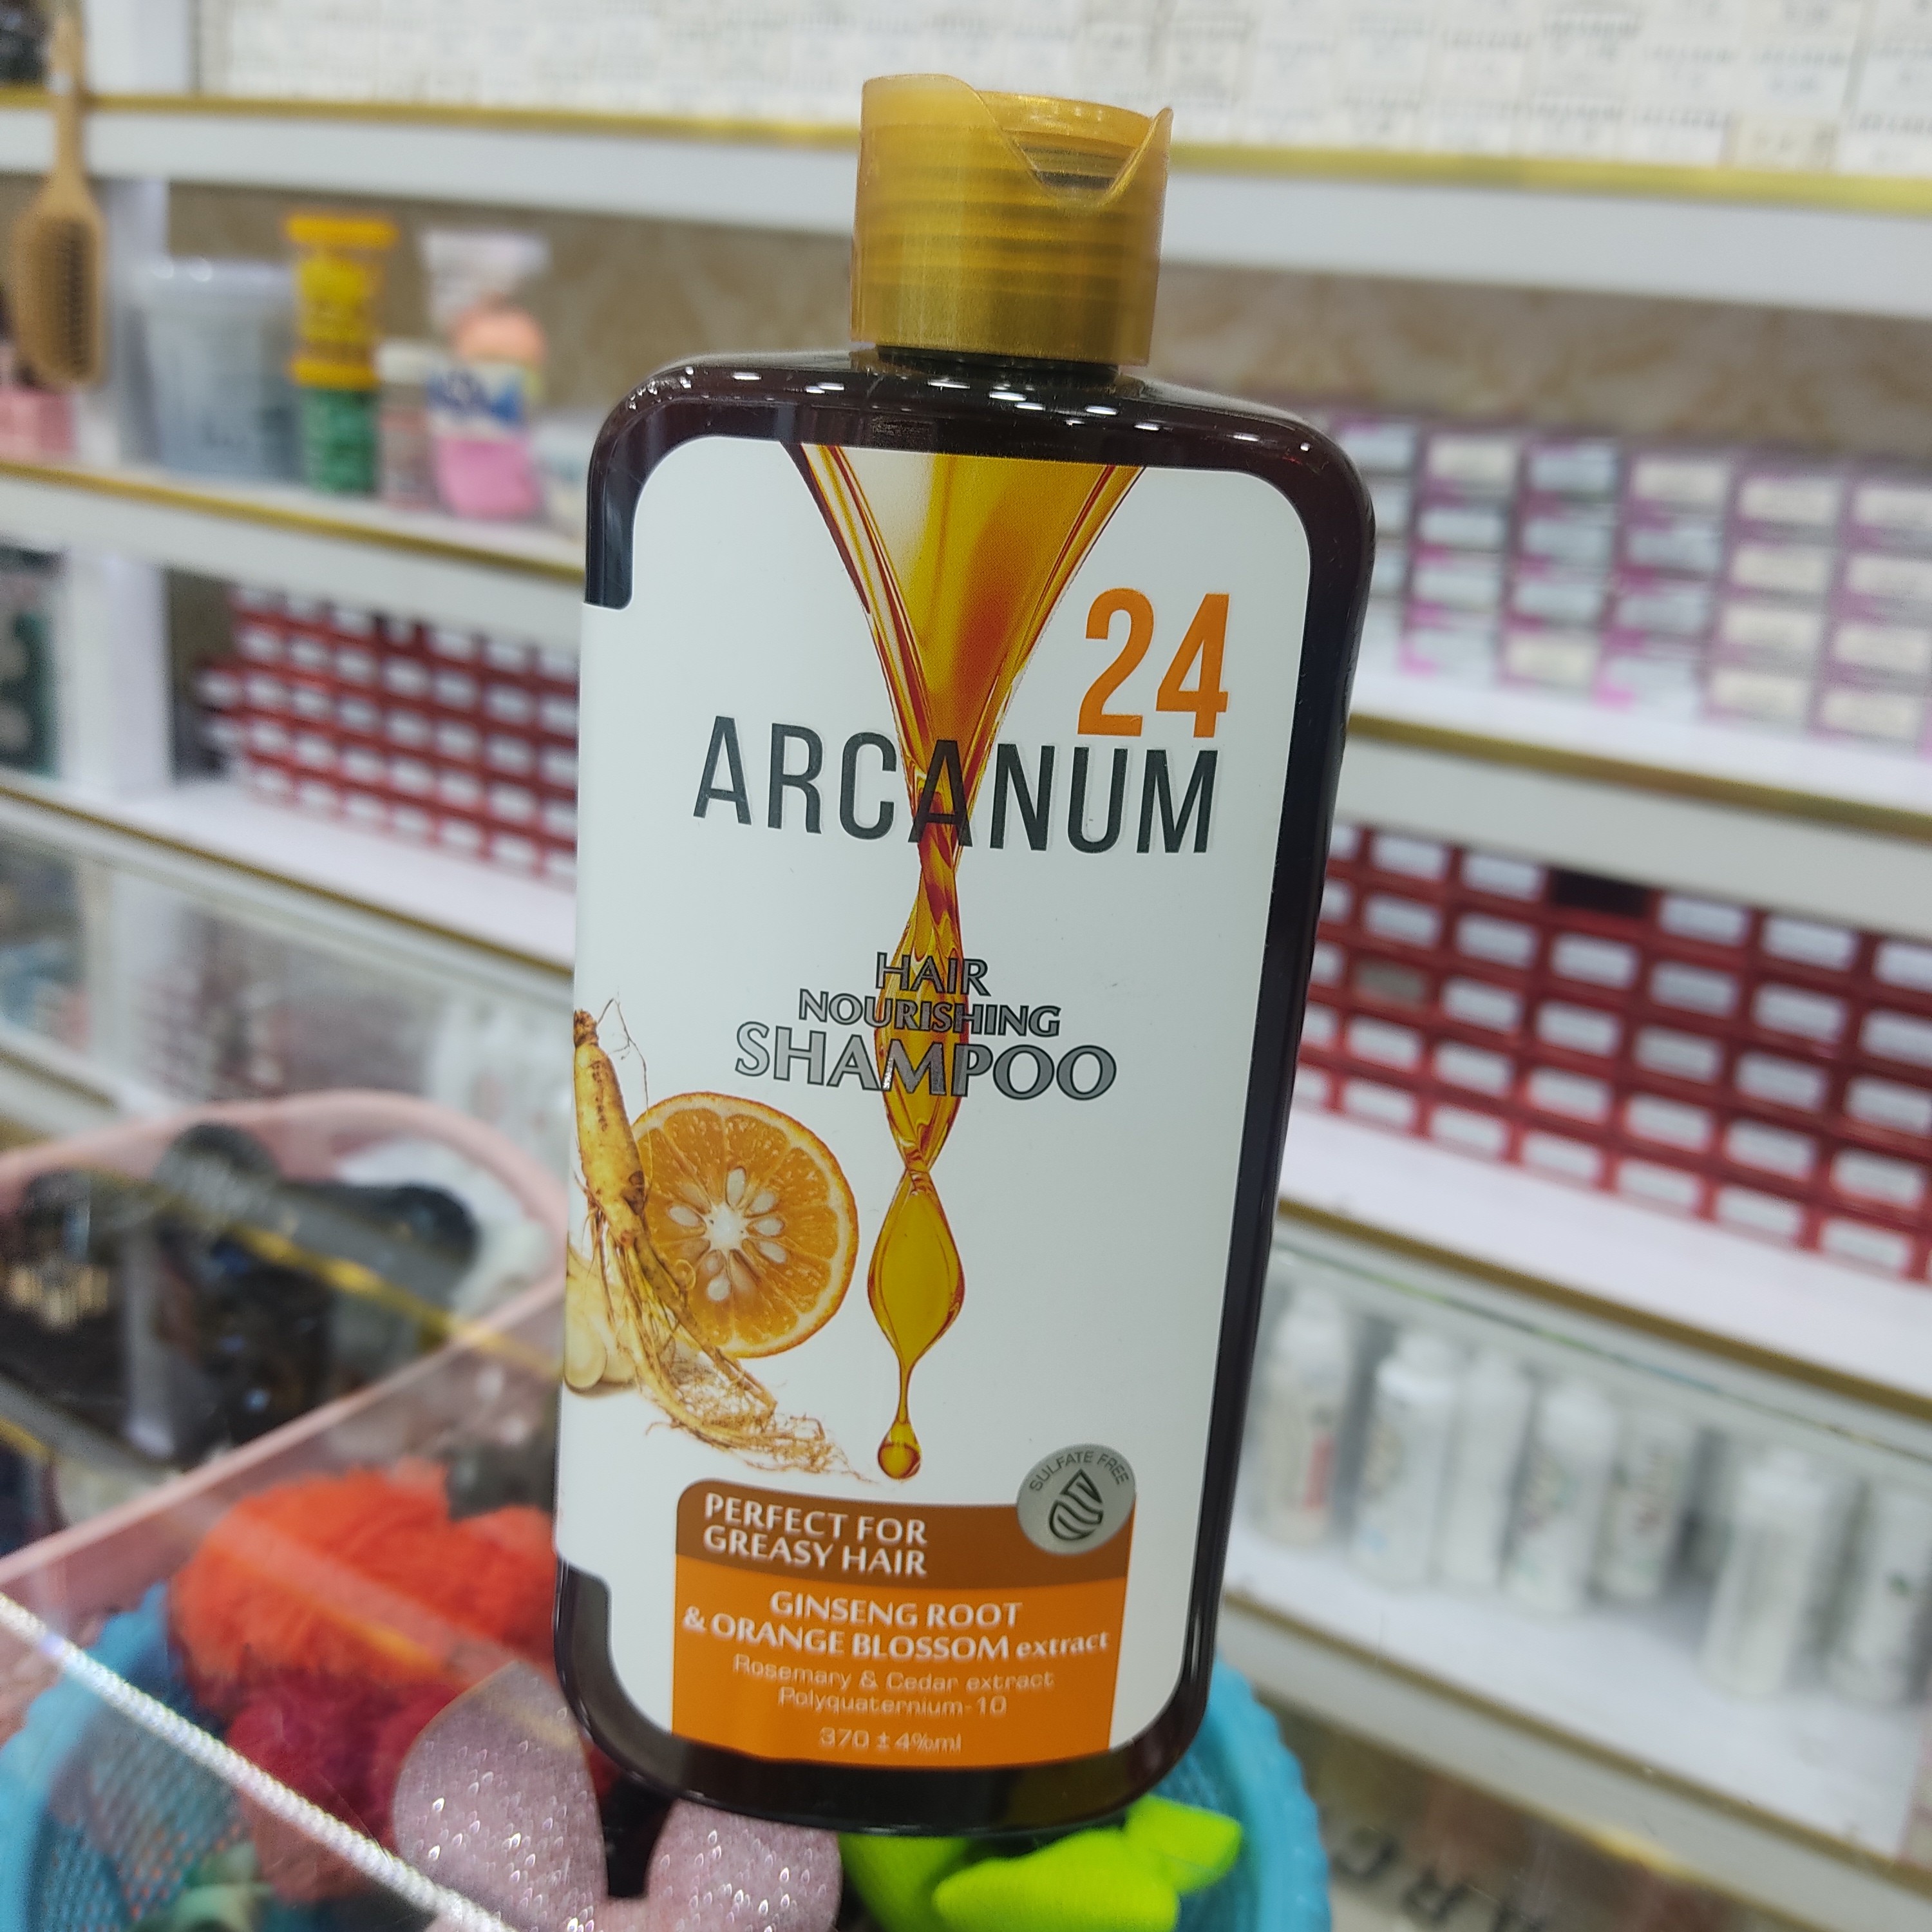 24
ARCANUM
HAIR
NOURISHING
SHAMPOO
SULFATE FREE
PERFECT FOR
GREASY HAIR
GINSENG ROOT
& ORANGE BLOSSOM extract
Rosemary & Cedar extract
Polyquaternium-10
370 ± 4%ml